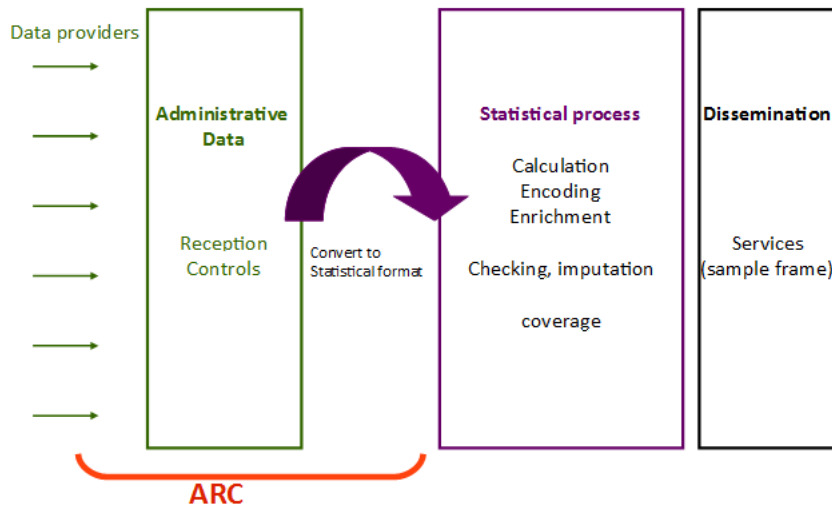 Data providers
Administrative
Data
Reception
Controls
Convert to
Statistical format
Statistical process
Calculation
Encoding
Enrichment
Checking, imputation
coverage
Dissemination
Services
(sample frame)
ARC